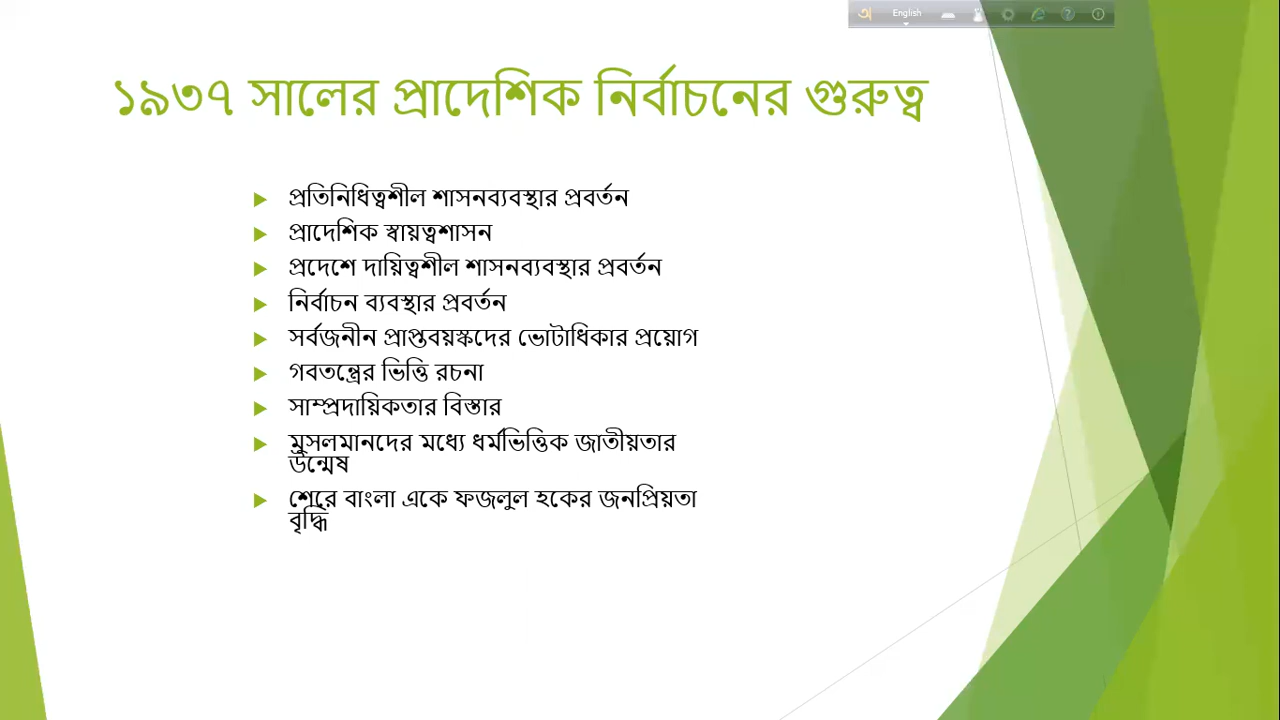 English
১৯৩৭ সালের প্রাদেশিক নির্বাচনের গুরুত্ব
প্রতিনিধিত্বশীল শাসনব্যবস্থার প্রবর্তন
প্রাদেশিক স্বায়ত্বশাসন
প্রদেশে দায়িত্বশীল শাসনব্যবস্থার প্রবর্তন
নির্বাচন ব্যবস্থার প্রবর্তন
সর্বজনীন প্রাপ্তবয়স্কদের ভোটাধিকার প্রয়োগ
গবতন্ত্রের ভিত্তি রচনা
সাম্প্রদায়িকতার বিস্তার
মুসলমানদের মধ্যে ধর্মভিত্তিক জাতীয়তার
উন্মেষ
শেরে বাংলা একে ফজলুল হকের জনপ্রিয়তা
বৃদ্ধি